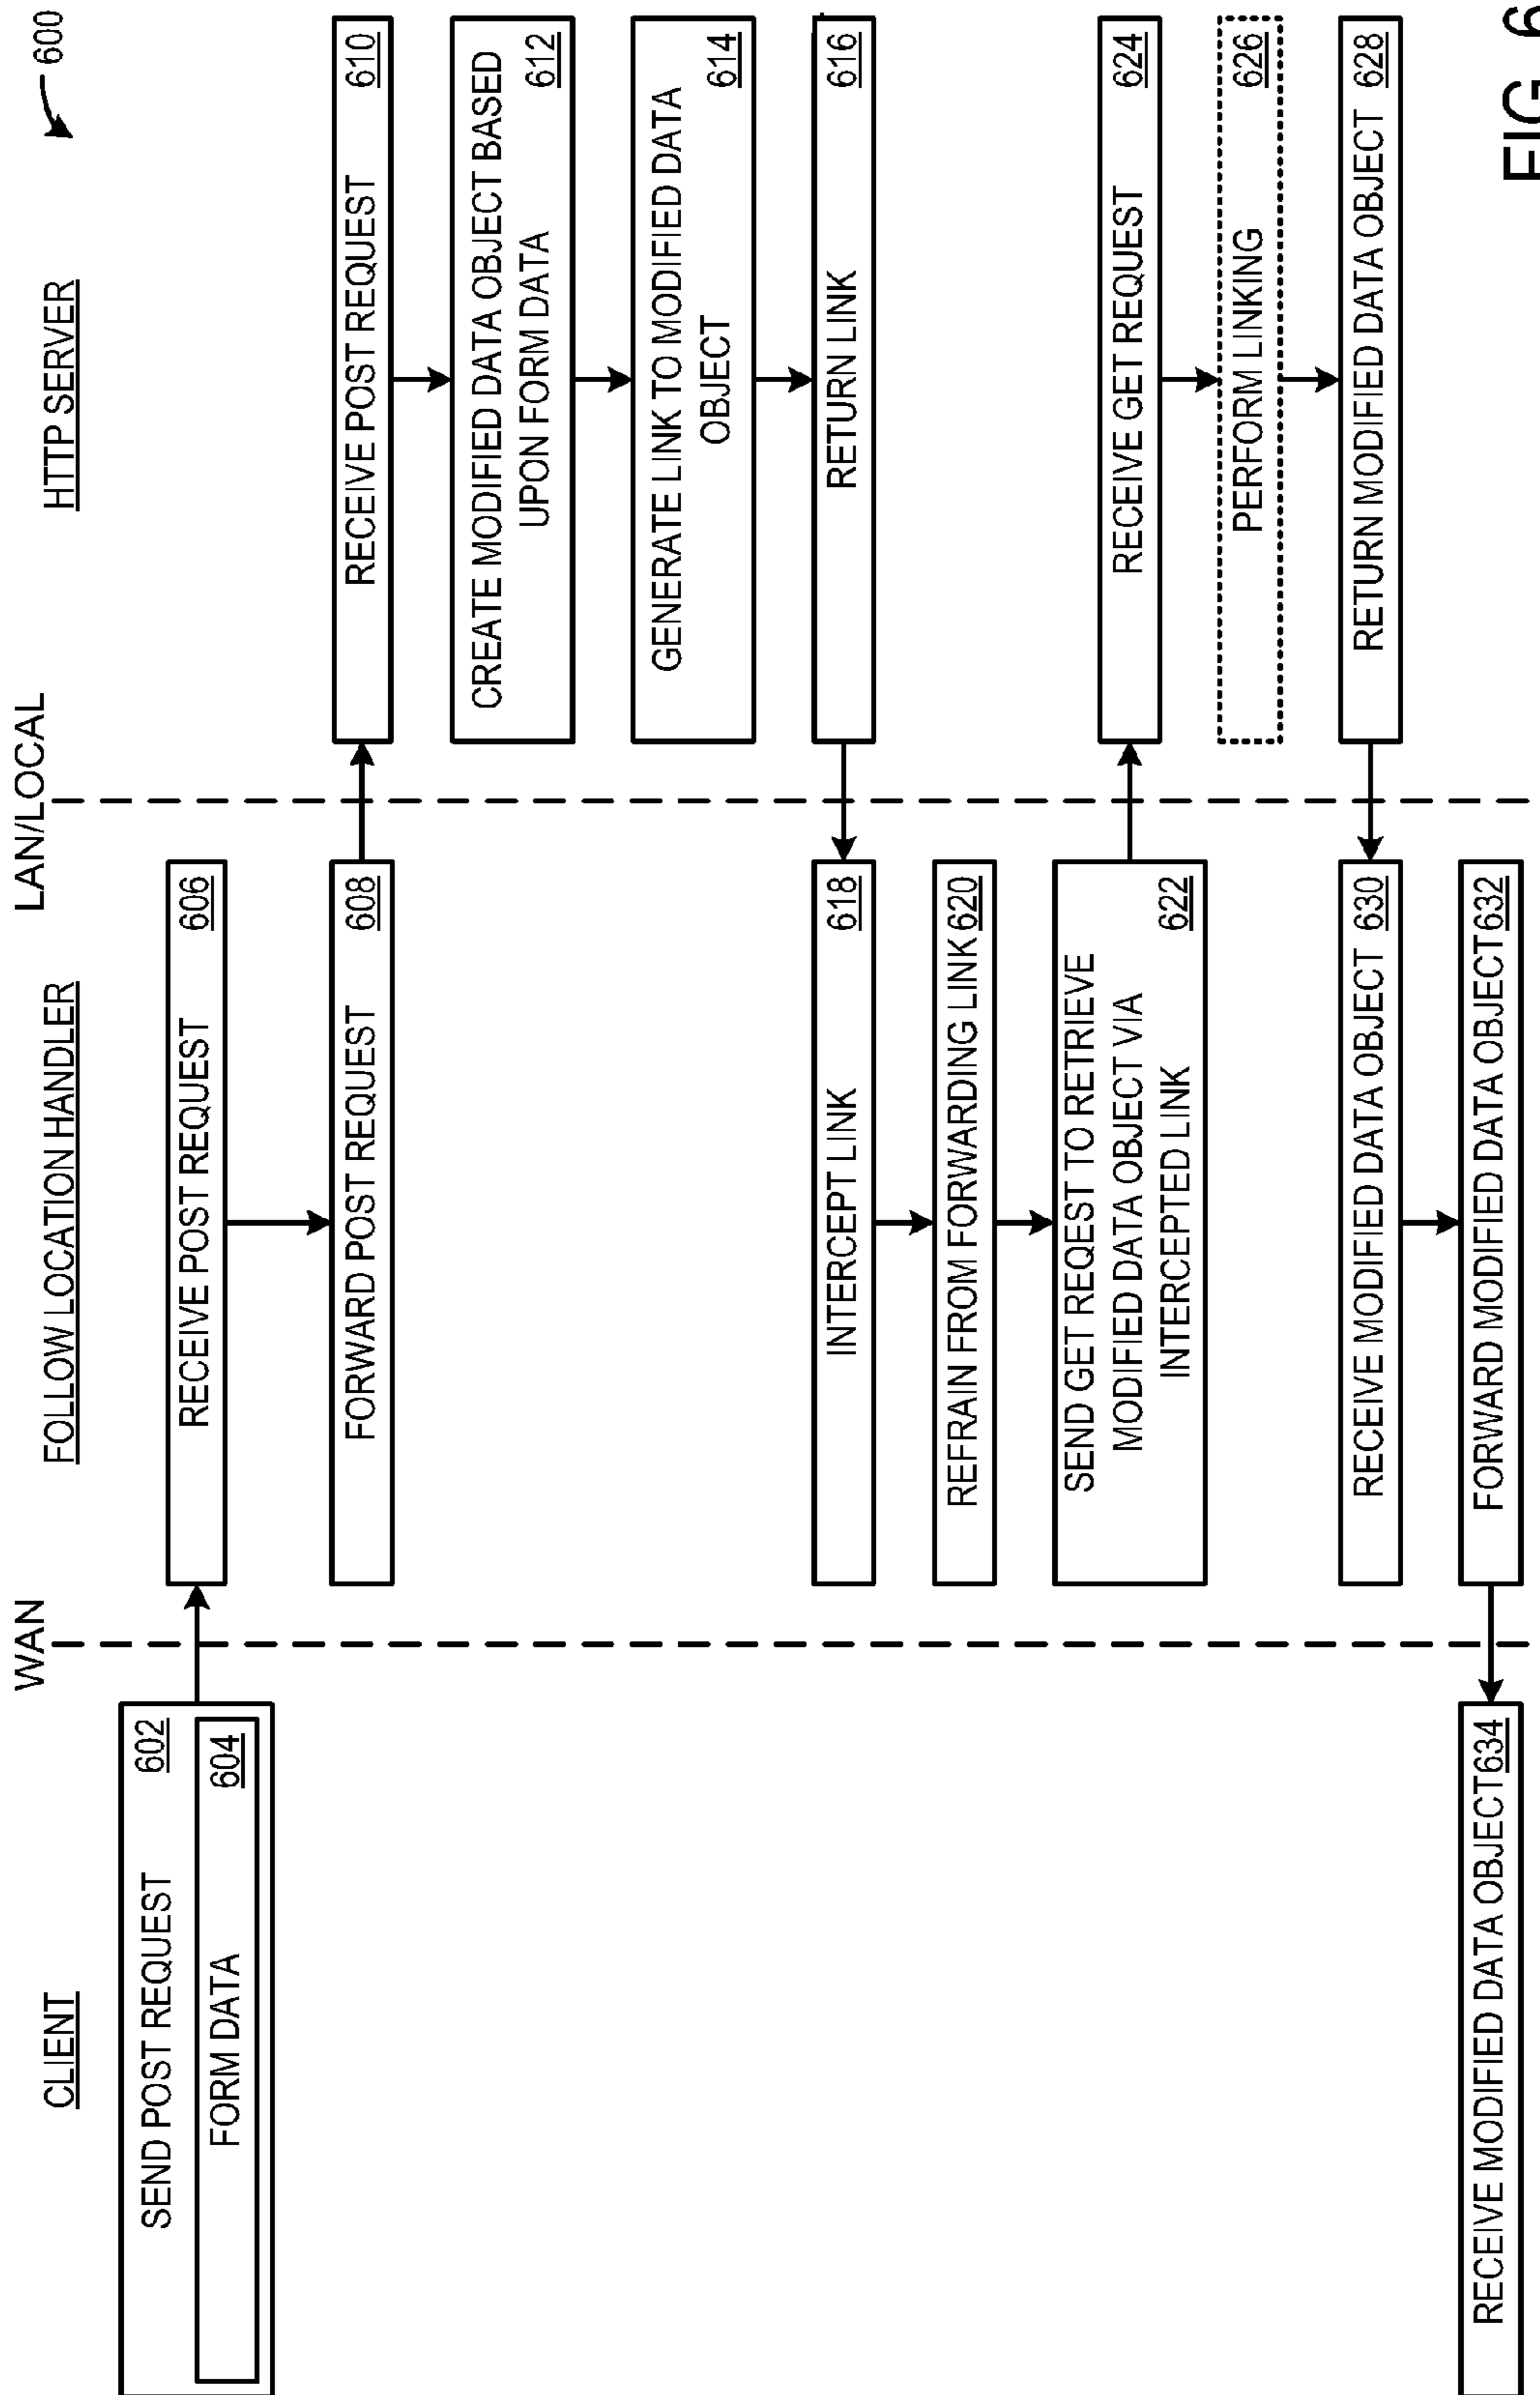 600
WAN
LAN/LOCAL
CLIENT
FOLLOW LOCATION HANDLER
HTTP SERVER
SEND POST REQUEST 602
FORM DATA 604
RECEIVE POST REQUEST 606
FORWARD POST REQUEST 608
RECEIVE POST REQUEST 610
CREATE MODIFIED DATA OBJECT BASED
UPON FORM DATA 612
GENERATE LINK TO MODIFIED DATA
OBJECT 614
RETURN LINK 616
INTERCEPT LINK 618
REFRAIN FROM FORWARDING LINK 620
SEND GET REQEST TO RETRIEVE
MODIFIED DATA OBJECT VIA
INTERCEPTED LINK 622
RECEIVE GET REQUEST 624
PERFORM LINKING 626
RETURN MODIFIED DATA OBJECT 628
RECEIVE MODIFIED DATA OBJECT 630
FORWARD MODIFIED DATA OBJECT 632
RECEIVE MODIFIED DATA OBJECT 634
FIG. 6